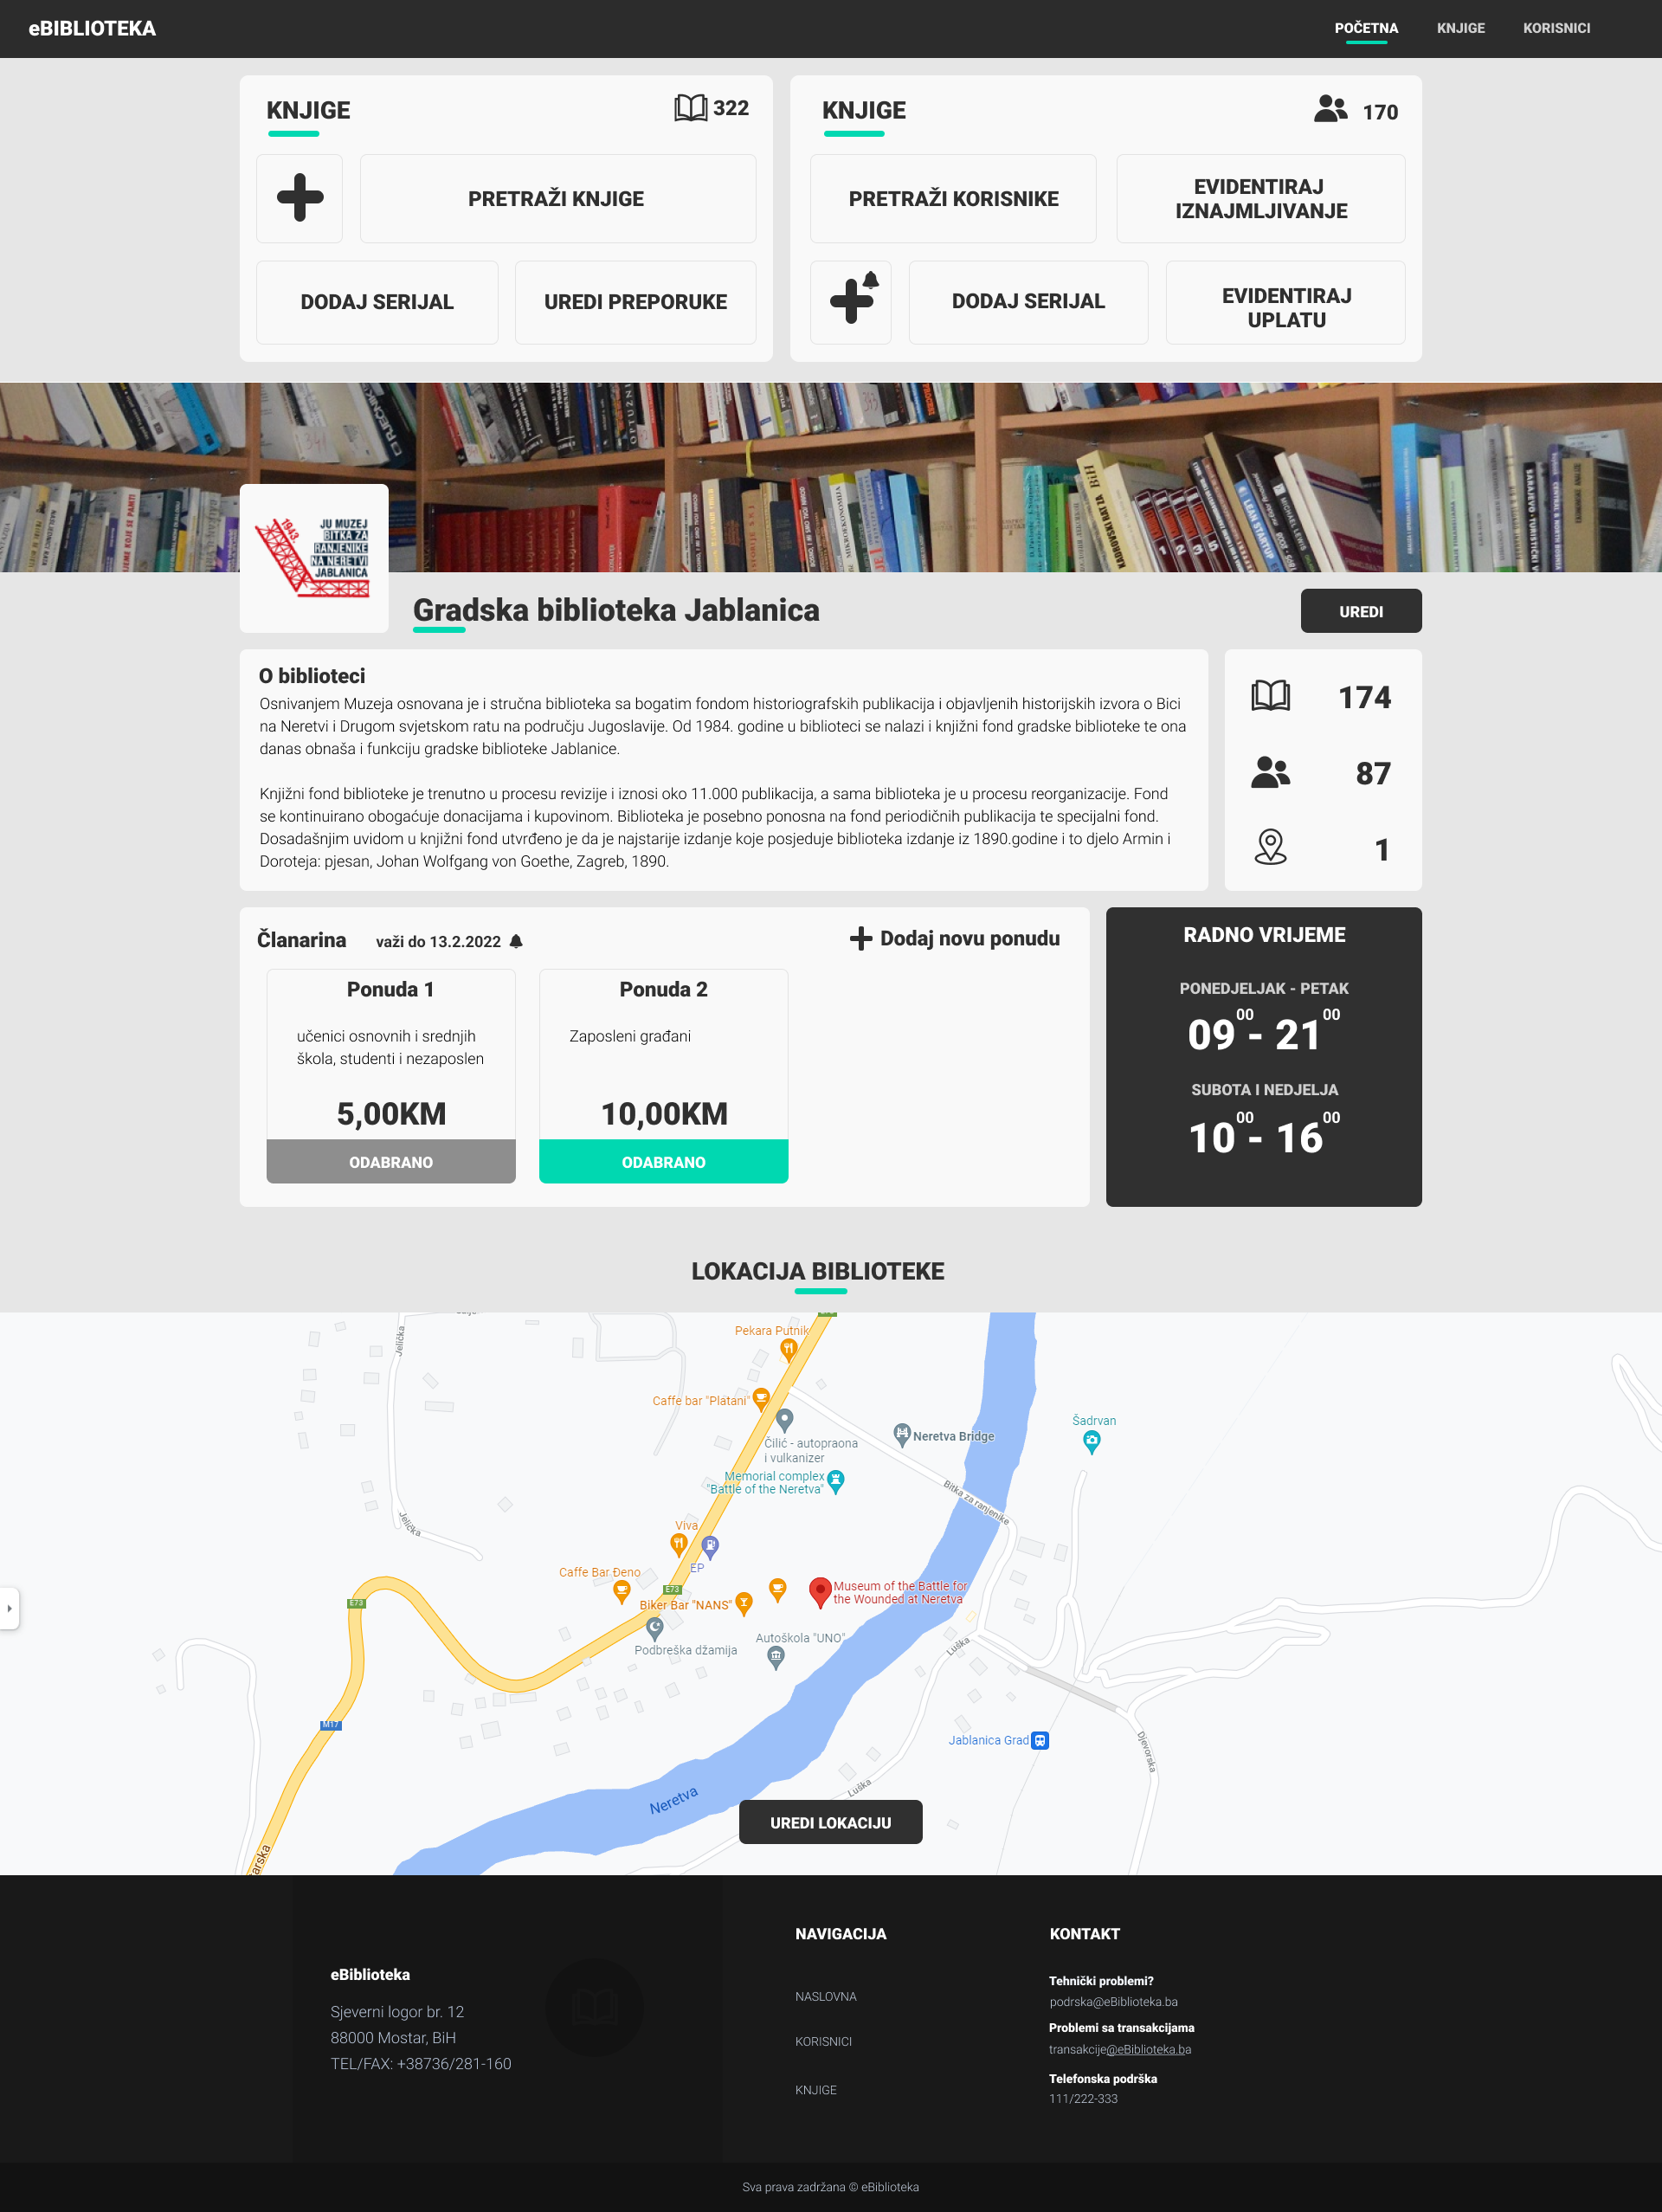 eBIBLIOTEKA
POČETNA
KNJIGE
KORISNICI
KNJIGE
322
PRETRAŽI KNJIGE
DODAJ SERIJAL
UREDI PREPORUKE
KNJIGE
170
PRETRAŽI KORISNIKE
EVIDENTIRAJ
IZNAJMLJIVANJE
DODAJ SERIJAL
EVIDENTIRAJ
UPLATU
1943
JU MUZEJ
BITKA ZA
RANJENIKE
NA NERETVI
JABLANICA
Gradska biblioteka Jablanica
UREDI
O biblioteci
Osnivanjem Muzeja osnovana je i stručna biblioteka sa bogatim fondom historiografskih publikacija i objavljenih historijskih izvora o Bici
na Neretvi i Drugom svjetskom ratu na području Jugoslavije. Od 1984. godine u biblioteci se nalazi i knjižni fond gradske biblioteke te ona
danas obnaša i funkciju gradske biblioteke Jablanice.
Knjižni fond biblioteke je trenutno u procesu revizije i iznosi oko 11.000 publikacija, a sama biblioteka je u procesu reorganizacije. Fond
se kontinuirano obogaćuje donacijama i kupovinom. Biblioteka je posebno ponosna na fond periodičnih publikacija te specijalni fond.
Dosadašnjim uvidom u knjižni fond utvrđeno je da je najstarije izdanje koje posjeduje biblioteka izdanje iz 1890.godine i to djelo Armin i
Doroteja: pjesan, Johan Wolfgang von Goethe, Zagreb, 1890.
174
87
1
Članarina
važi do 13.2.2022
Dodaj novu ponudu
Ponuda 1
učenici osnovnih i srednjih
škola, studenti i nezaposlen
5,00KM
ODABRANO
Ponuda 2
Zaposleni građani
10,00KM
ODABRANO
RADNO VRIJEME
PONEDJELJAK - PETAK
09 00 - 21 00
SUBOTA I NEDJELJA
10 00 - 16 00
LOKACIJA BIBLIOTEKE
Jelićka
Pekara Putnik
Caffe bar "Platani"
Čilić - autopraona
i vulkanizer
Neretva Bridge
Šadrvan
Memorial complex
"Battle of the Neretva"
Bitka za ranjenike
Jelićka
Viva
EP
Caffe Bar Đeno
E73
E73
Biker Bar "NANS"
Museum of the Battle for
the Wounded at Neretva
Podbreška džamija
Autoškola "UNO"
Luška
M17
Jablanica Grad
Djevorska
Luška
Neretva
UREDI LOKACIJU
eBiblioteka
Sjeverni logor br. 12
88000 Mostar, BiH
TEL/FAX: +38736/281-160
NAVIGACIJA
NASLOVNA
KORISNICI
KNJIGE
KONTAKT
Tehnički problemi?
podrska@eBiblioteka.ba
Problemi sa transakcijama
transakcije@eBiblioteka.ba
Telefonska podrška
111/222-333
Sva prava zadržana © eBiblioteka